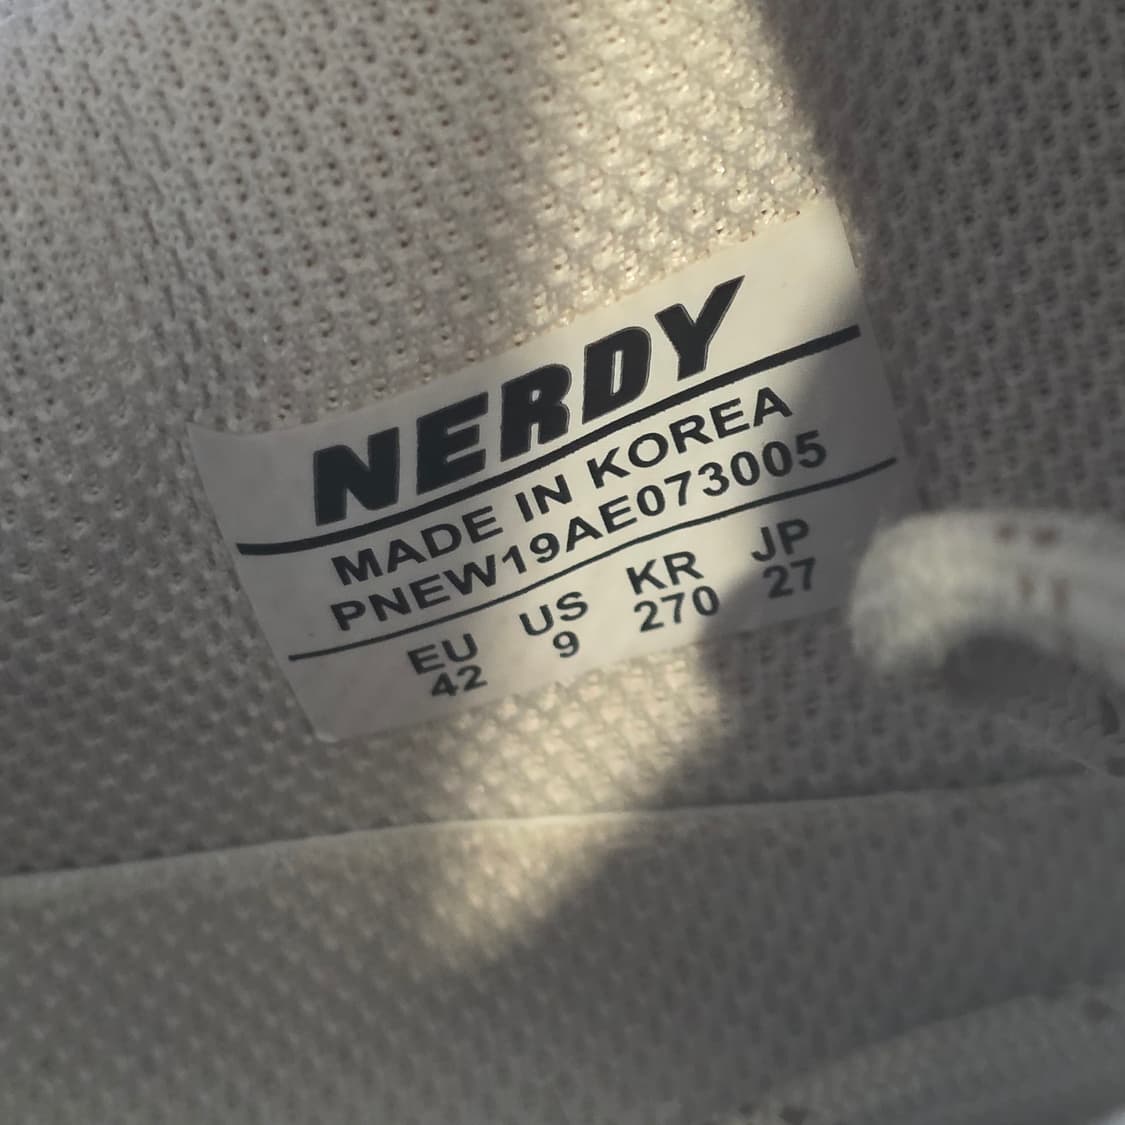 NERDY
MADE IN KOREA
PNEW19AE073005
EU US KR JP
42 9 270 27